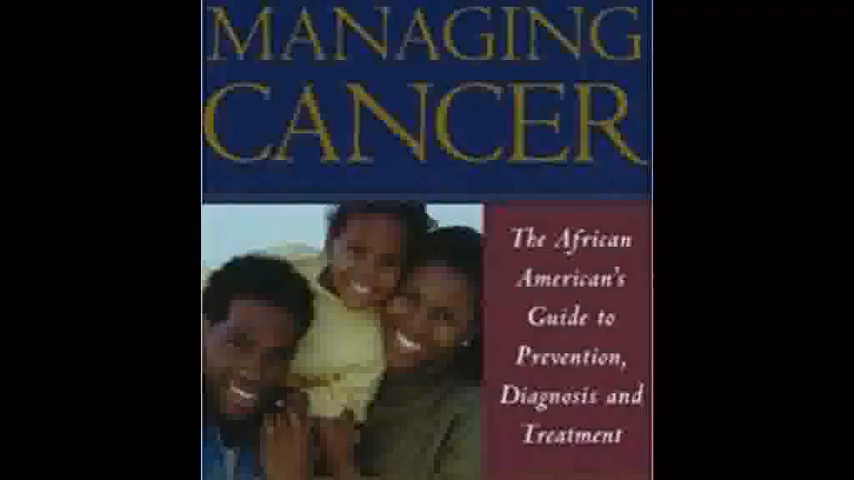 MANAGING
CANCER
The African
American's
Guide to
Prevention,
Diagnosis and
Treatment